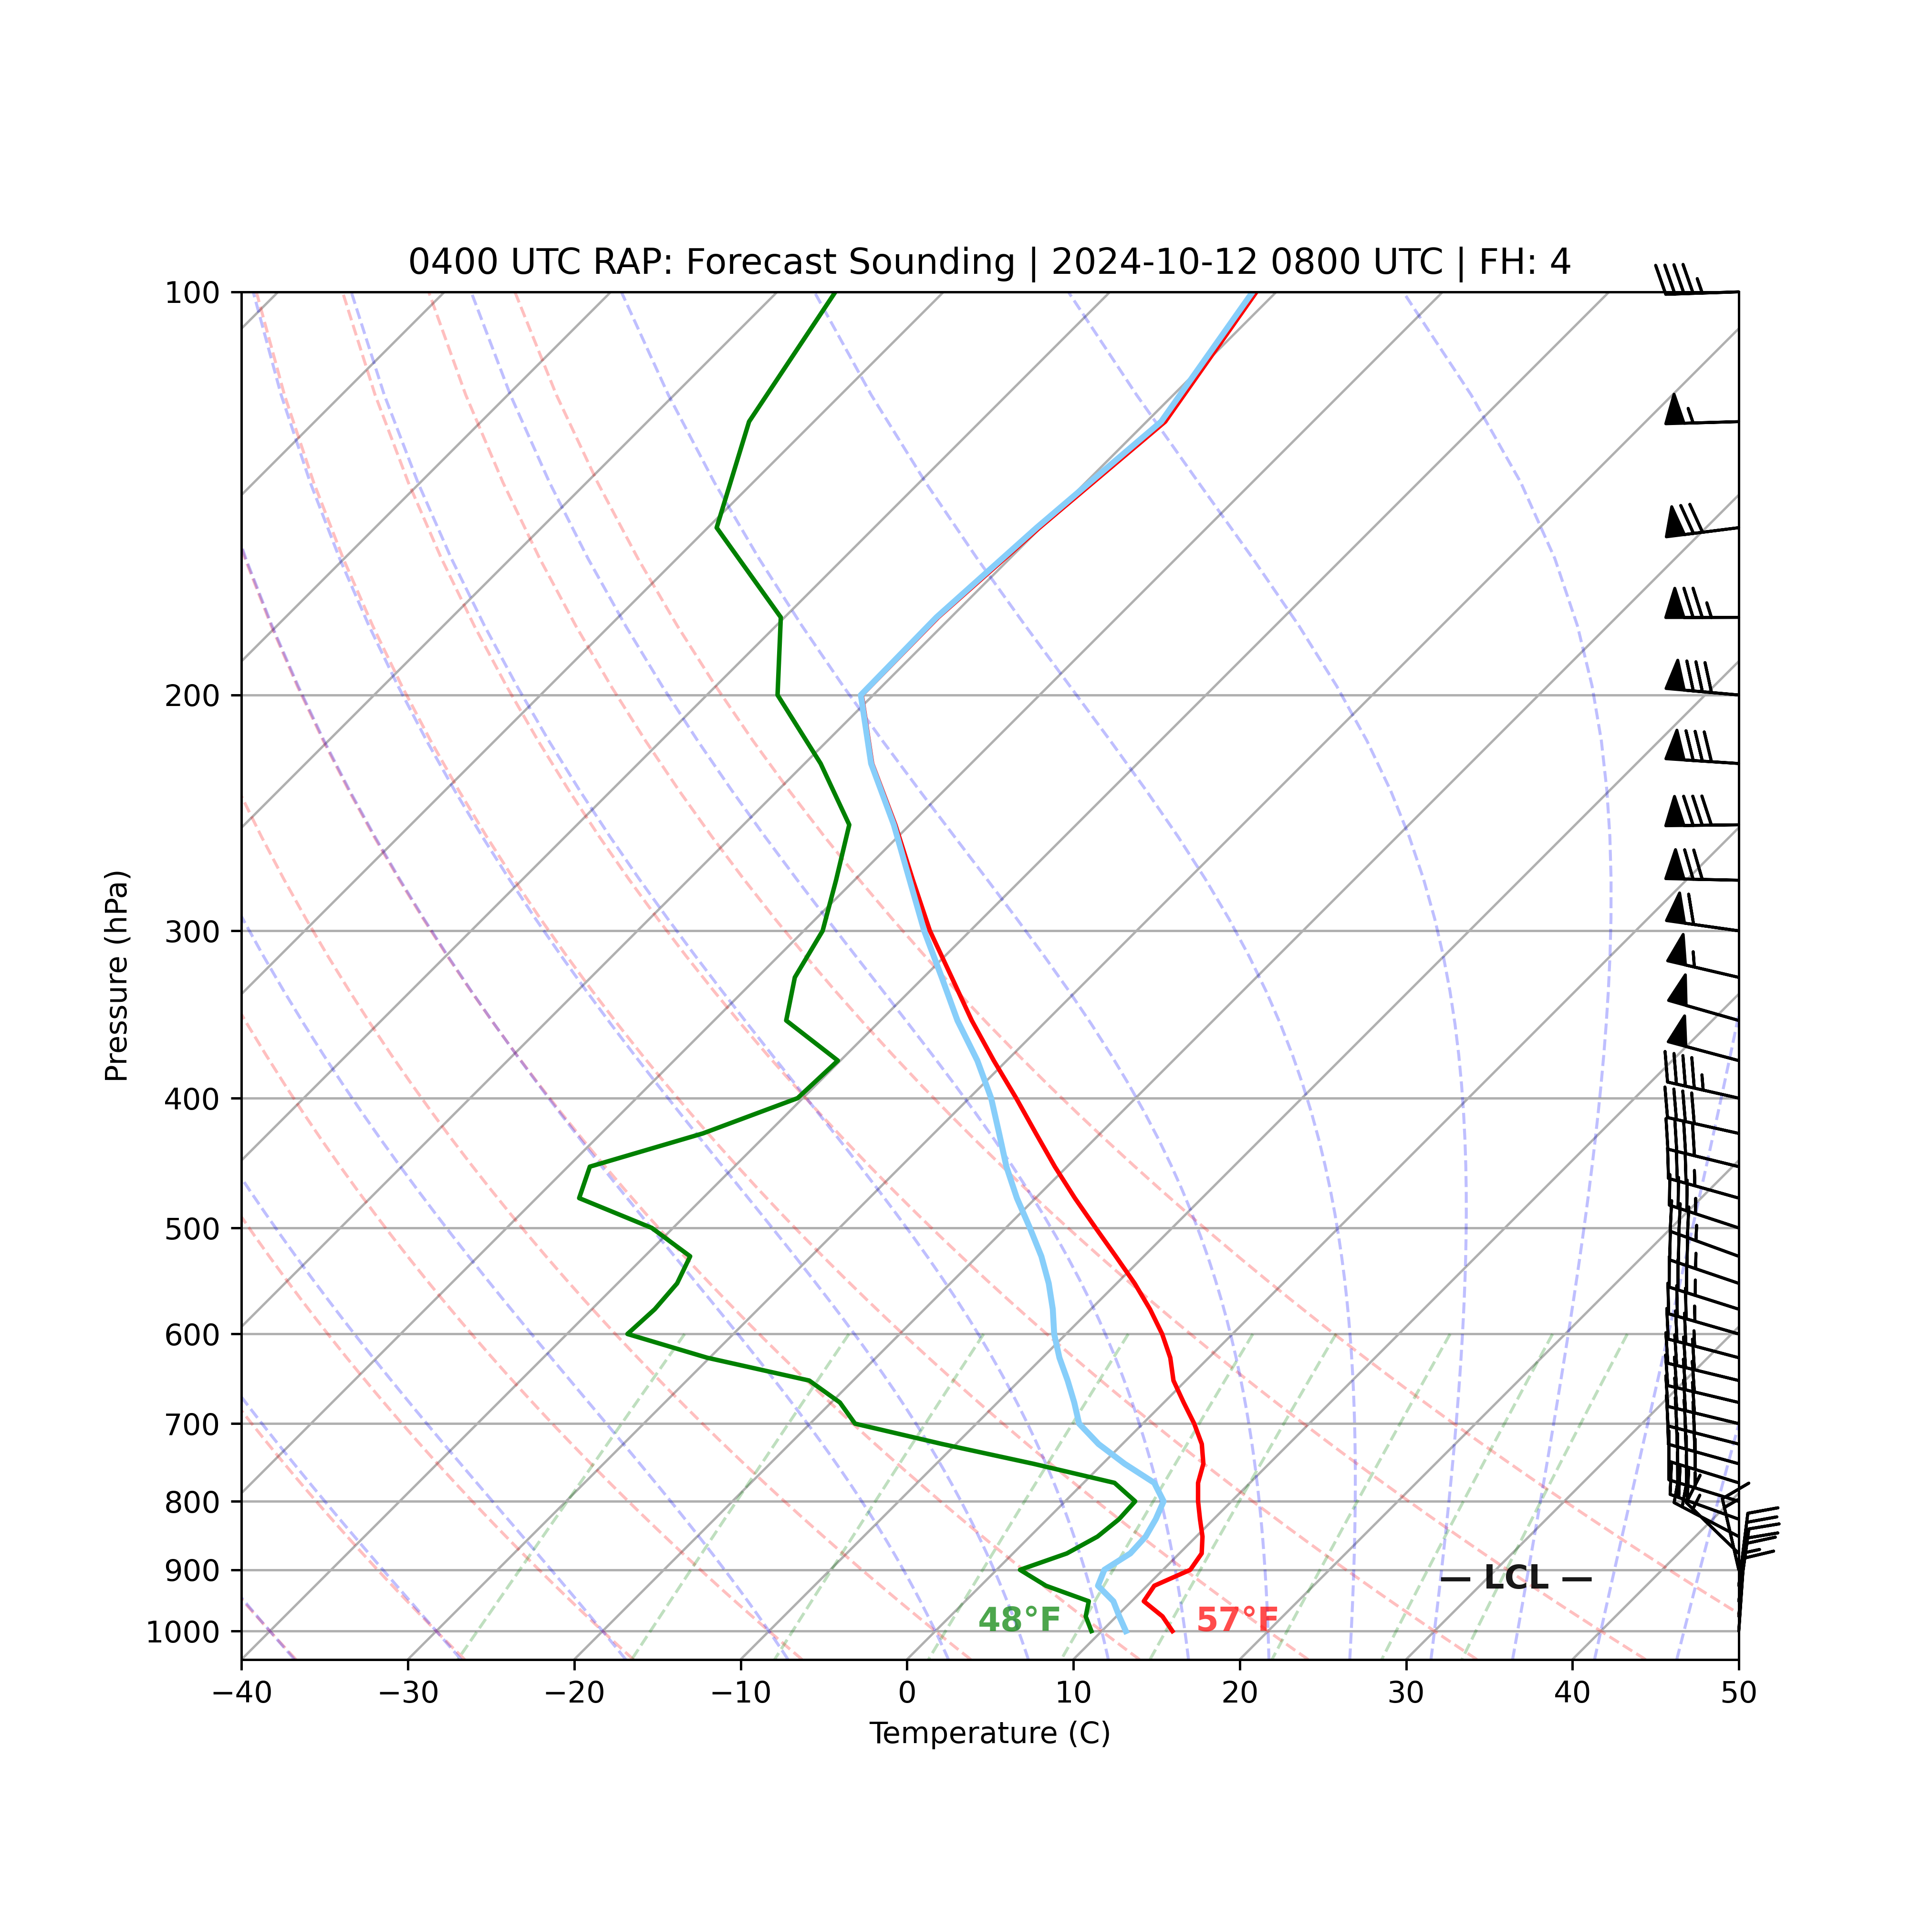 0400 UTC RAP: Forecast Sounding | 2024-10-12 0800 UTC | FH: 4
100
200
300
400
500
600
700
800
900
1000
Pressure (hPa)
— LCL —
48°F
57°F
−40 −30 −20 −10 0 10 20 30 40 50
Temperature (C)